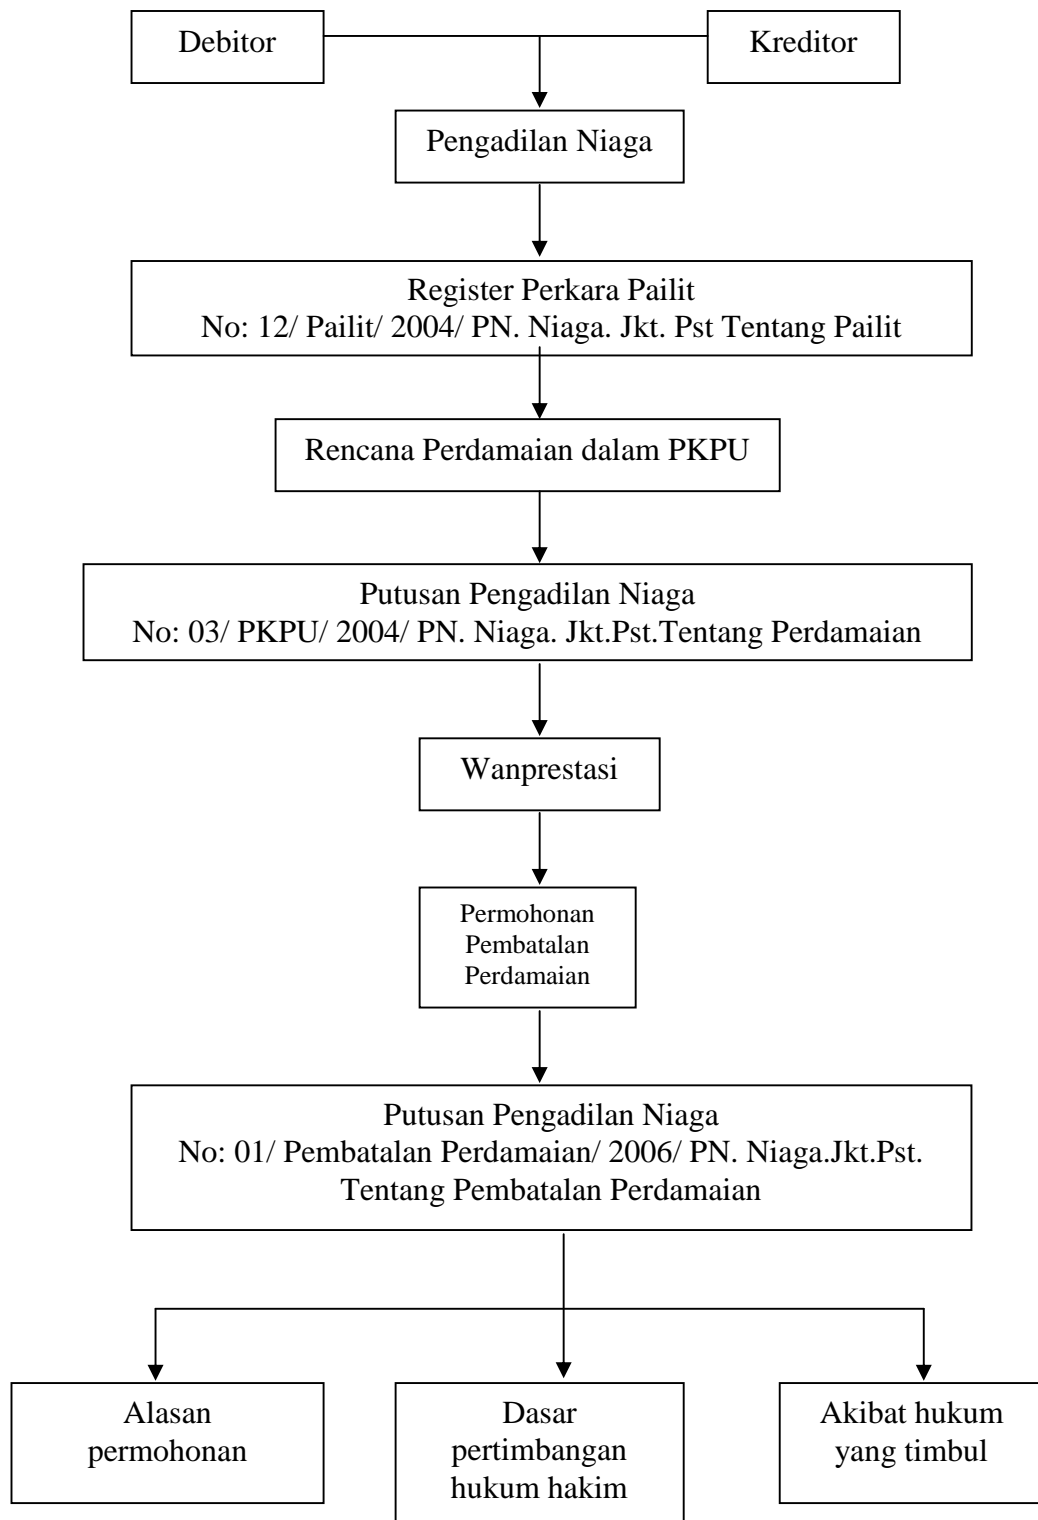 Debitor
Kreditor
Pengadilan Niaga
Register Perkara Pailit
No: 12/ Pailit/ 2004/ PN. Niaga. Jkt. Pst Tentang Pailit
Rencana Perdamaian dalam PKPU
Putusan Pengadilan Niaga
No: 03/ PKPU/ 2004/ PN. Niaga. Jkt.Pst.Tentang Perdamaian
Wanprestasi
Permohonan
Pembatalan
Perdamaian
Putusan Pengadilan Niaga
No: 01/ Pembatalan Perdamaian/ 2006/ PN. Niaga.Jkt.Pst.
Tentang Pembatalan Perdamaian
Alasan
permohonan
Dasar
pertimbangan
hukum hakim
Akibat hukum
yang timbul